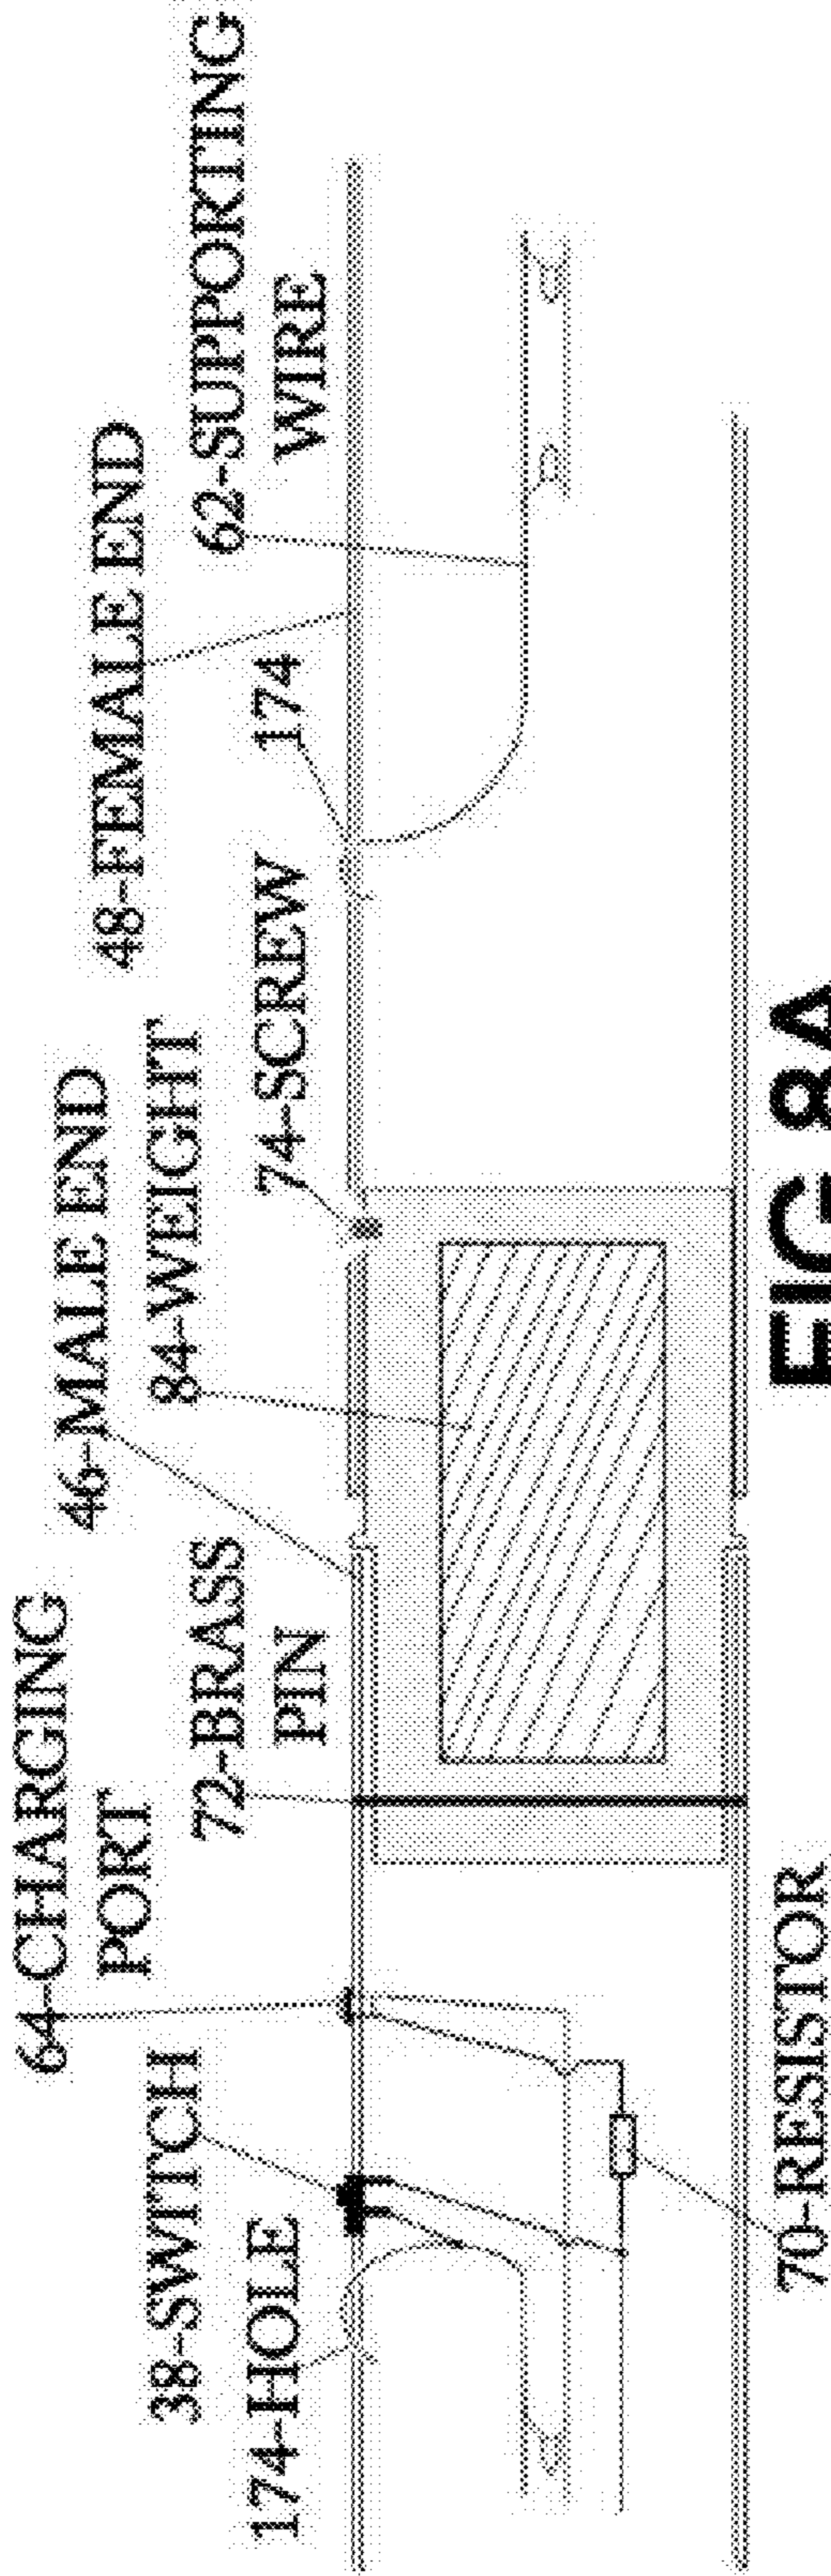 64-CHARGING
PORT
38-SWITCH
174-HOLE
72-BRASS
PIN
46-MALE END
84-WEIGHT
74-SCREW
48-FEMALE END
174
62-SUPPORTING
WIRE
70-RESISTOR
FIG 8A